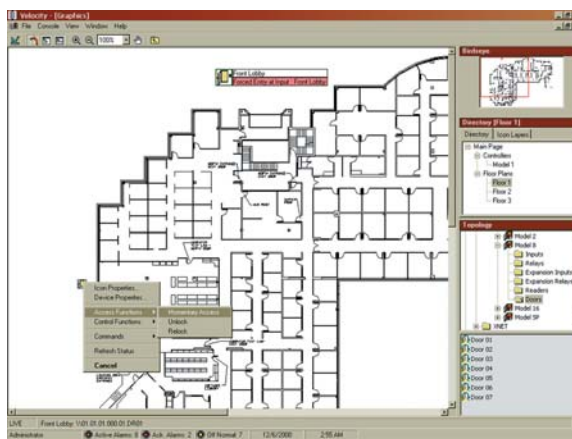 Velocity - [Graphics]
File Console View Window Help
100%
Birdseye
Front Lobby
Forced Entry at Input : Front Lobby
Directory [Floor 1]
Directory Icon Layers
Main Page
Controllers
Model 1
Floor Plans
Floor 1
Floor 2
Floor 3
Topology
Model 2
Model 8
Inputs
Relays
Expansion Inputs
Expansion Relays
Readers
Doors
Model 16
Model SP
XNET
Icon Properties...
Device Properties...
Access Functions
Control Functions
Commands
Refresh Status
Cancel
Momentary Access
Unlock
Relock
Door 01
Door 02
Door 03
Door 04
Door 05
Door 06
Door 07
LIVE Front Lobby
Administrator Active Alarms: 8 Ack. Alarms: 2 Off Normal: 7 12/6/2000 2:55 AM